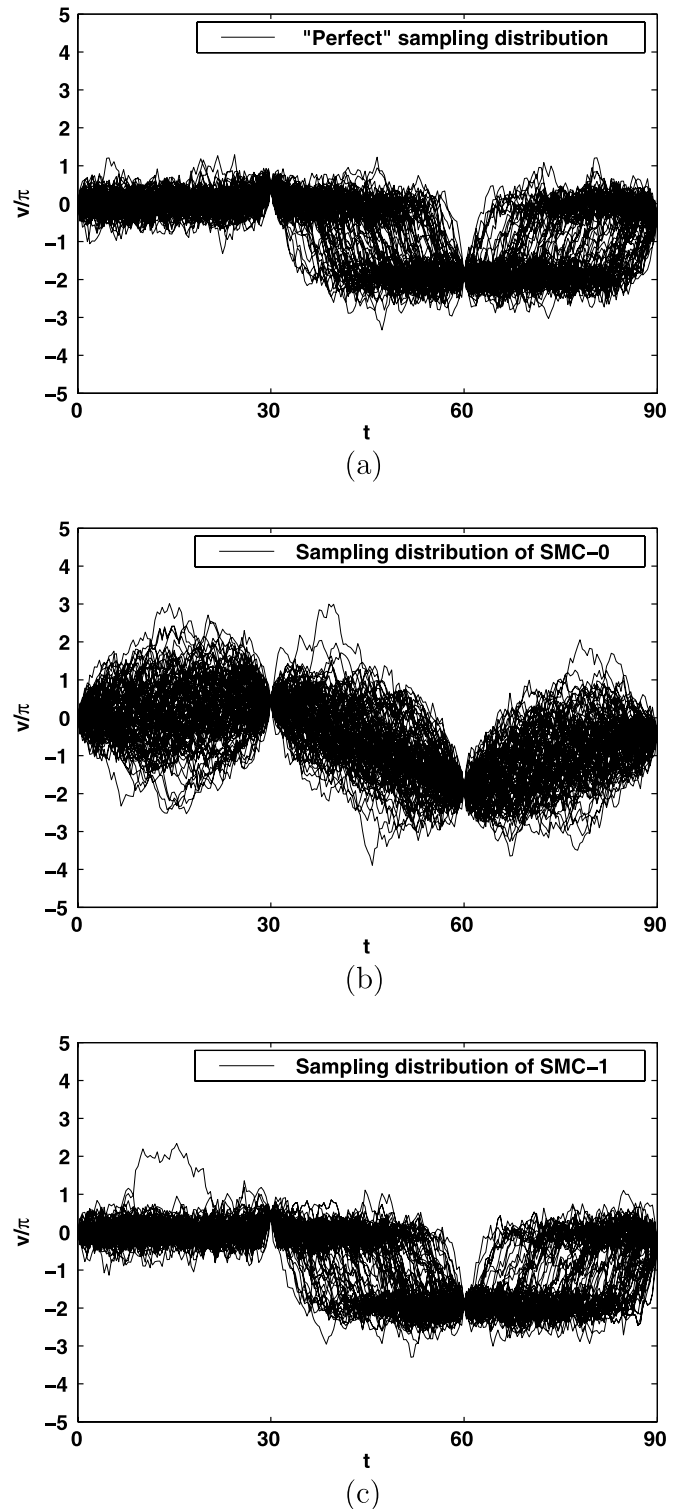 5
4
3
2
1
0
−1
−2
−3
−4
−5
v/π
"Perfect" sampling distribution
0 30 60 90
t
(a)
5
4
3
2
1
0
−1
−2
−3
−4
−5
v/π
Sampling distribution of SMC−0
0 30 60 90
t
(b)
5
4
3
2
1
0
−1
−2
−3
−4
−5
v/π
Sampling distribution of SMC−1
0 30 60 90
t
(c)